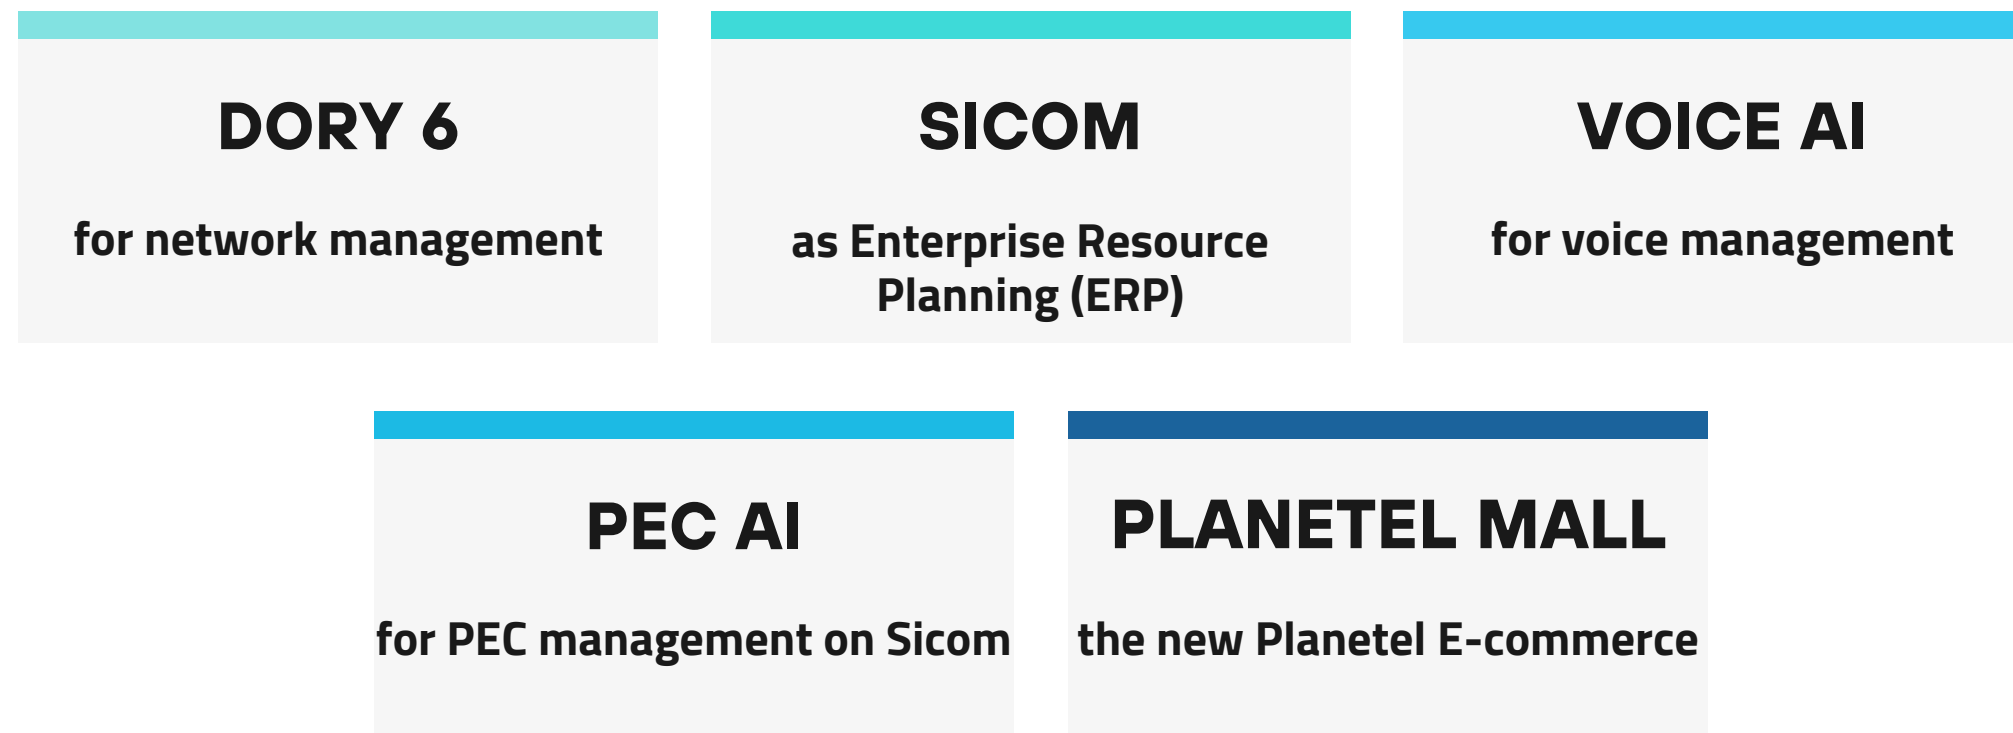 DORY 6
for network management
SICOM
as Enterprise Resource
Planning (ERP)
VOICE AI
for voice management
PEC AI
for PEC management on Sicom
PLANETEL MALL
the new Planetel E-commerce